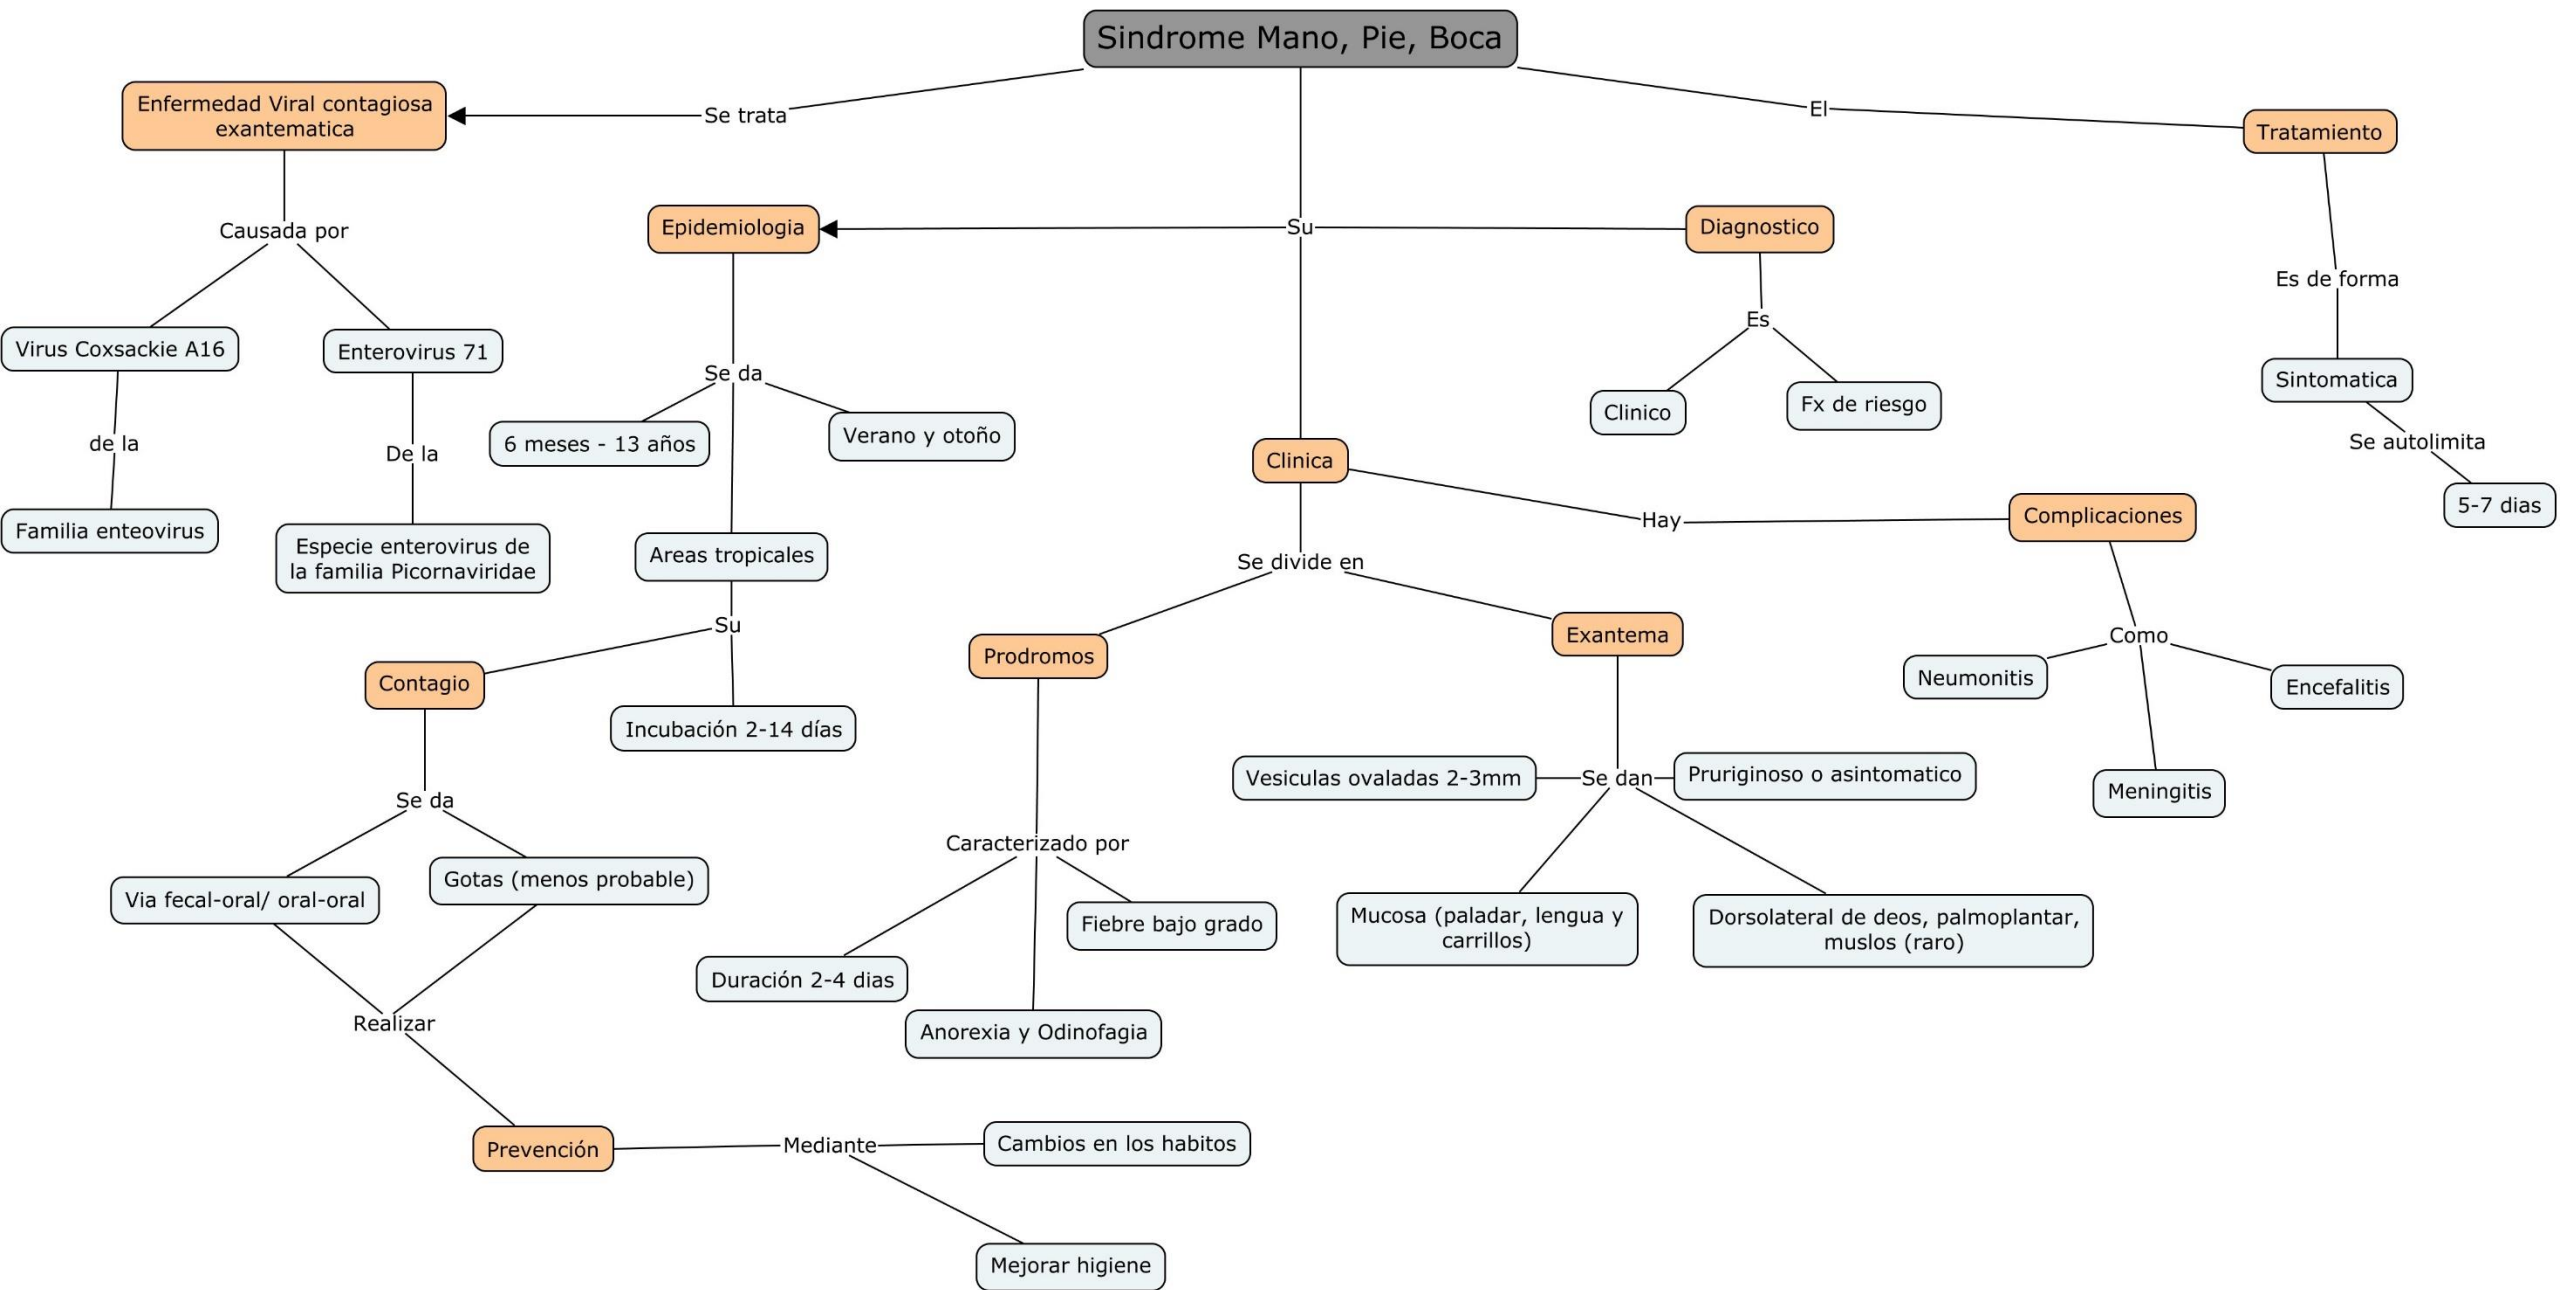 Sindrome Mano, Pie, Boca
Enfermedad Viral contagiosa
exantematica
Se trata
El
Tratamiento
Causada por
Epidemiologia
Su
Diagnostico
Es de forma
Virus Coxsackie A16
Enterovirus 71
Se da
Es
Sintomatica
6 meses - 13 años
Verano y otoño
Clinico
Fx de riesgo
de la
De la
Clinica
Se autolimita
5-7 dias
Familia enteovirus
Especie enterovirus de
la familia Picornaviridae
Areas tropicales
Se divide en
Hay
Complicaciones
Su
Contagio
Incubación 2-14 días
Prodromos
Exantema
Como
Neumonitis
Encefalitis
Meningitis
Vesiculas ovaladas 2-3mm
Se dan
Pruriginoso o asintomatico
Se da
Caracterizado por
Via fecal-oral/ oral-oral
Gotas (menos probable)
Fiebre bajo grado
Mucosa (paladar, lengua y
carrillos)
Dorsolateral de deos, palmoplantar,
muslos (raro)
Duración 2-4 dias
Anorexia y Odinofagia
Realizar
Prevención
Mediante
Cambios en los habitos
Mejorar higiene